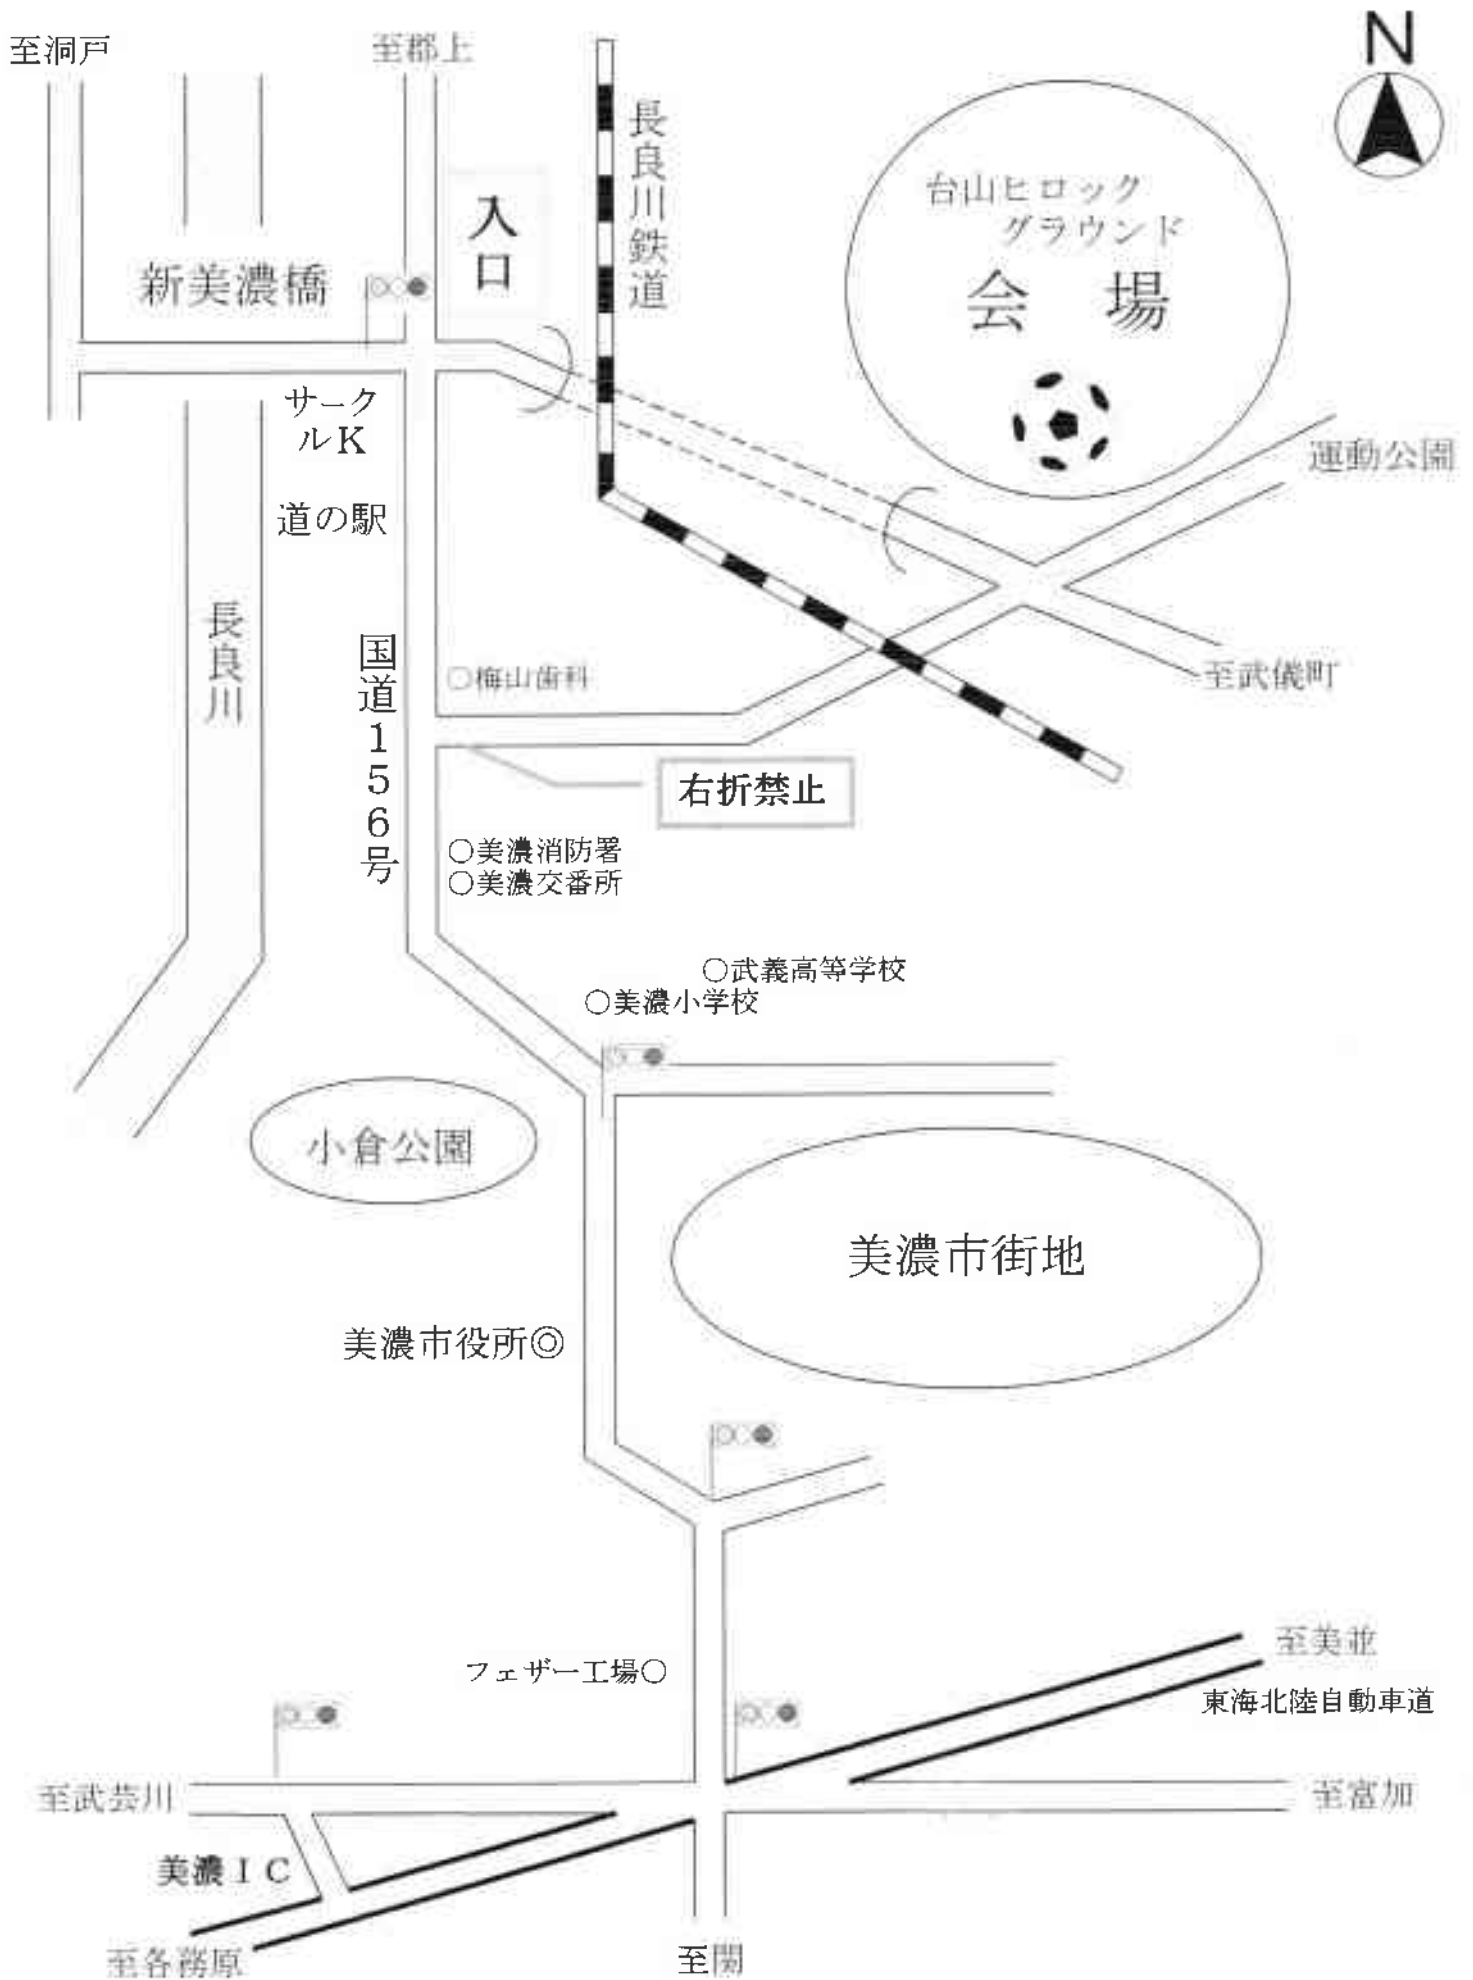 N
至洞戸
至郡上
長良川鉄道
台山ヒロック
グラウンド
会 場
入口
新美濃橋
サーク
ルK
運動公園
道の駅
長良川
国道156号
○梅山歯科
至武儀町
右折禁止
○美濃消防署
○美濃交番所
○武義高等学校
○美濃小学校
小倉公園
美濃市街地
美濃市役所◎
フェザー工場○
至美並
東海北陸自動車道
至武芸川
至富加
美濃IC
至各務原
至関